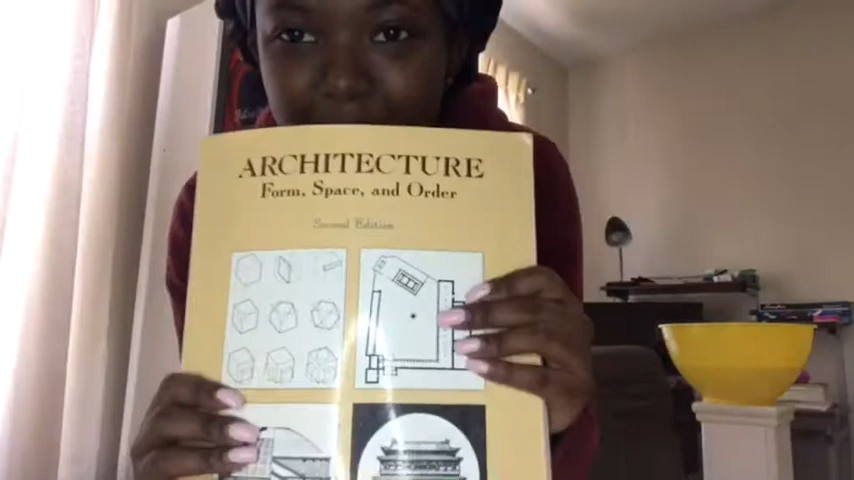 ARCHITECTURE
Form, Space, and Order
Second Edition